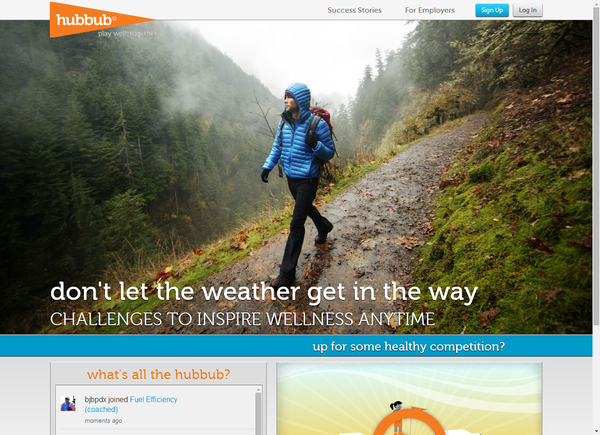 hubbub®
play well. together.
Success Stories
For Employers
Sign Up
Log In
don't let the weather get in the way
CHALLENGES TO INSPIRE WELLNESS ANYTIME
up for some healthy competition?
what's all the hubbub?
bjbppdx joined Fuel Efficiency
(coached)
moments ago